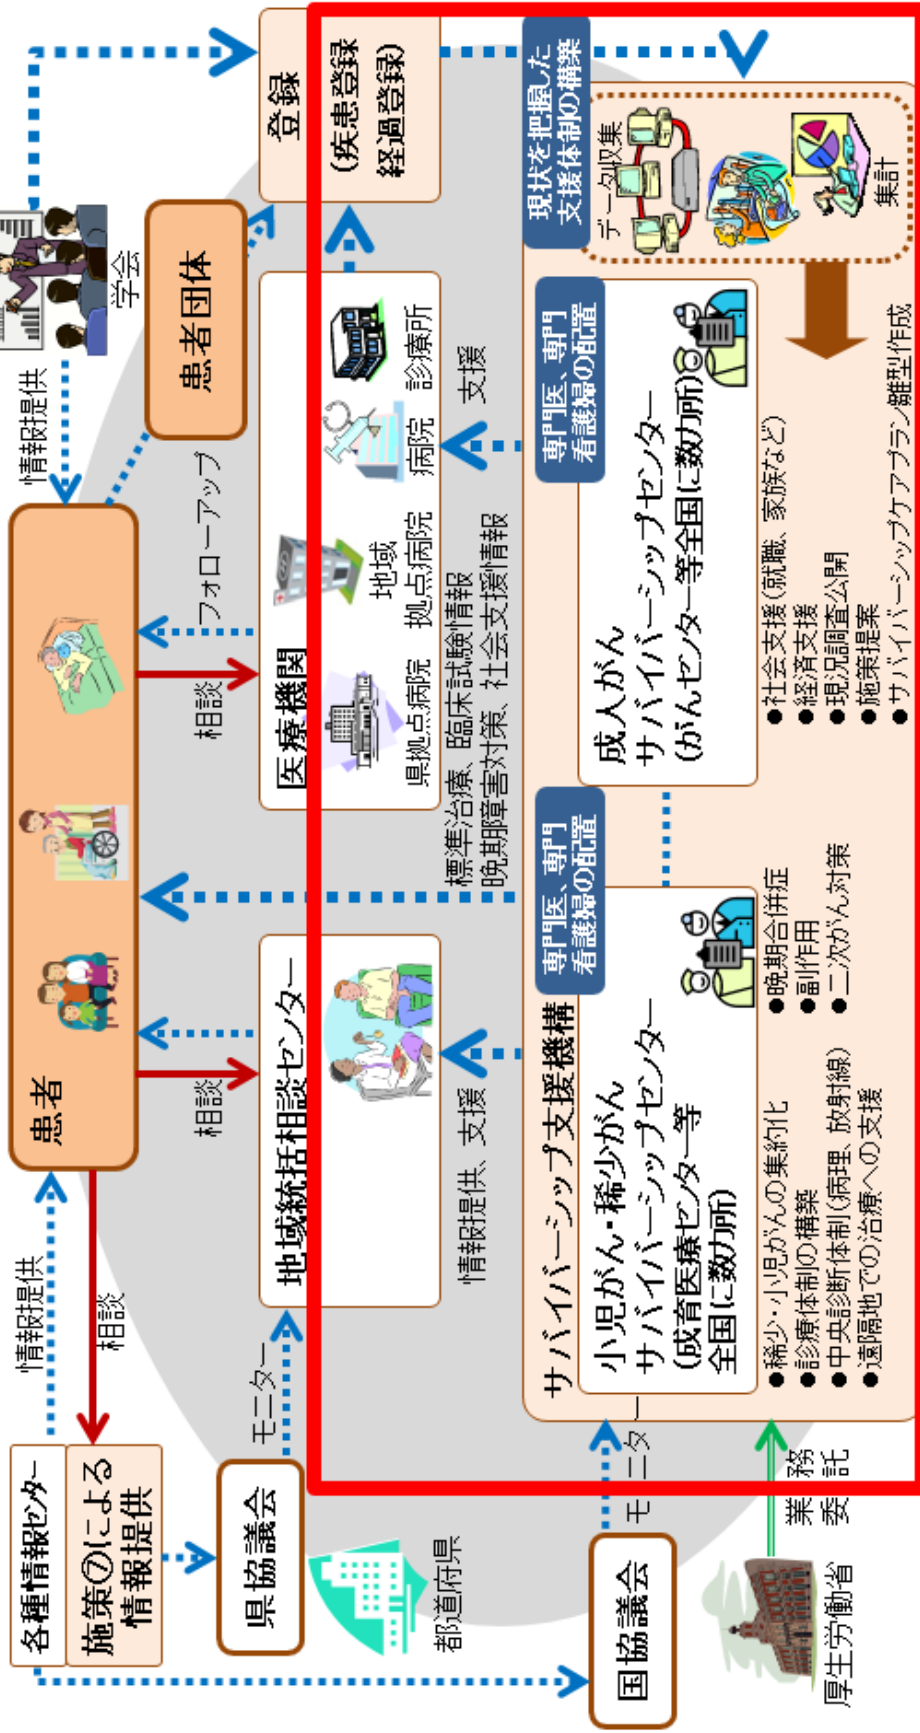 各種情報センター
施策⑦による
情報提供
情報提供
相談
患者
情報提供
学会
患者団体
相談
相談
フォローアップ
県協議会
都道府県
モニター
地域統括相談センター
医療機関
県拠点病院
地域
拠点病院
病院
診療所
登録
(疾患登録
経過登録)
情報提供、支援
標準治療、臨床試験情報
晩期障害対策、社会支援情報
支援
国協議会
モニター
厚生労働省
業務
委託
サバイバーシップ支援機構
専門医、専門
看護婦の配置
小児がん・稀少がん
サバイバーシップセンター
(成育医療センター等
全国に数カ所)
●稀少・小児がんの集約化
●診療体制の構築
●中央診断体制(病理、放射線)
●遠隔地での治療への支援
●晩期合併症
●副作用
●二次がん対策
専門医、専門
看護婦の配置
成人がん
サバイバーシップセンター
(がんセンター等全国に数カ所)
●社会支援(就職、家族など)
●経済支援
●現況調査公開
施策提案
●サバイバーシップケアプラン雛型作成
現状を把握した
支援体制の構築
データ収集
集計